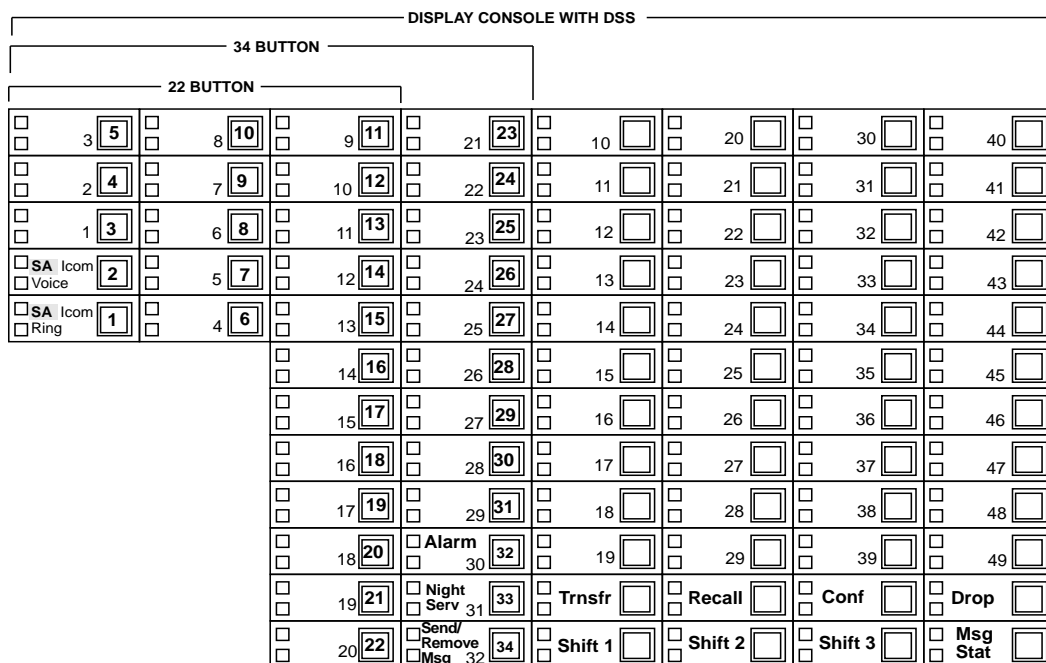 DISPLAY CONSOLE WITH DSS
34 BUTTON
22 BUTTON
3 5 8 10 9 11 21 23 10 20 30 40
2 4 7 9 10 12 22 24 11 21 31 41
1 3 6 8 11 13 23 25 12 22 32 42
SA Icom Voice 2 5 7 12 14 24 26 13 23 33 43
SA Icom Ring 1 4 6 13 15 25 27 14 24 34 44
14 16 26 28 15 25 35 45
15 17 27 29 16 26 36 46
16 18 28 30 17 27 37 47
17 19 29 31 18 28 38 48
18 20 Alarm 30 32 19 29 39 49
19 21 Night Serv 31 33 Trnsfr Recall Conf Drop
20 22 Send/ Remove Msg 32 34 Shift 1 Shift 2 Shift 3 Msg Stat